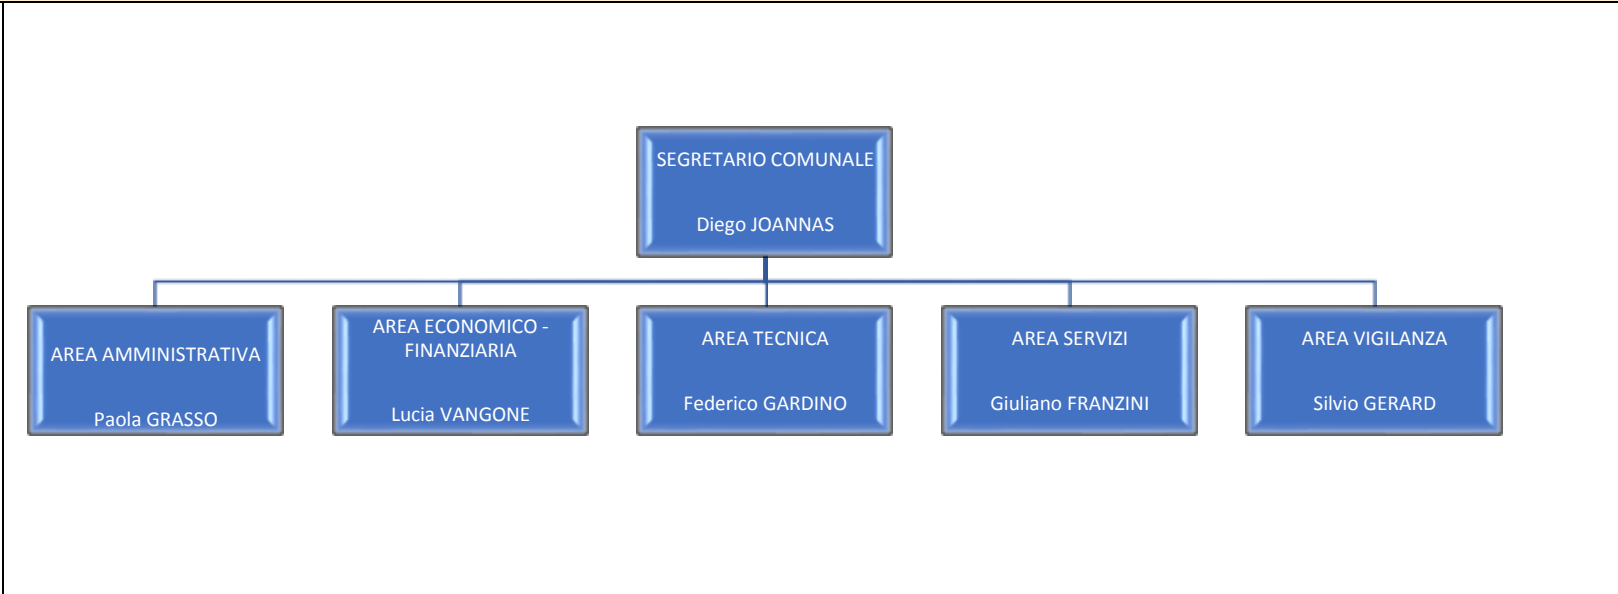 SEGRETARIO COMUNALE
Diego JOANNAS
AREA AMMINISTRATIVA
Paola GRASSO
AREA ECONOMICO -
FINANZIARIA
Lucia VANGONE
AREA TECNICA
Federico GARDINO
AREA SERVIZI
Giuliano FRANZINI
AREA VIGILANZA
Silvio GERARD